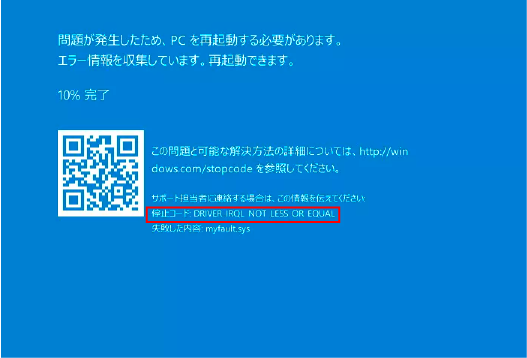 問題が発生したため、PC を再起動する必要があります。
エラー情報を収集しています。再起動できます。
10% 完了
この問題と可能な解決方法の詳細については、http://win
dows.com/stopcode を参照してください。
サポート担当者に連絡する場合は、この情報を伝えてください:
停止コード: DRIVER IRQL NOT LESS OR EQUAL
失敗した内容: myfault.sys